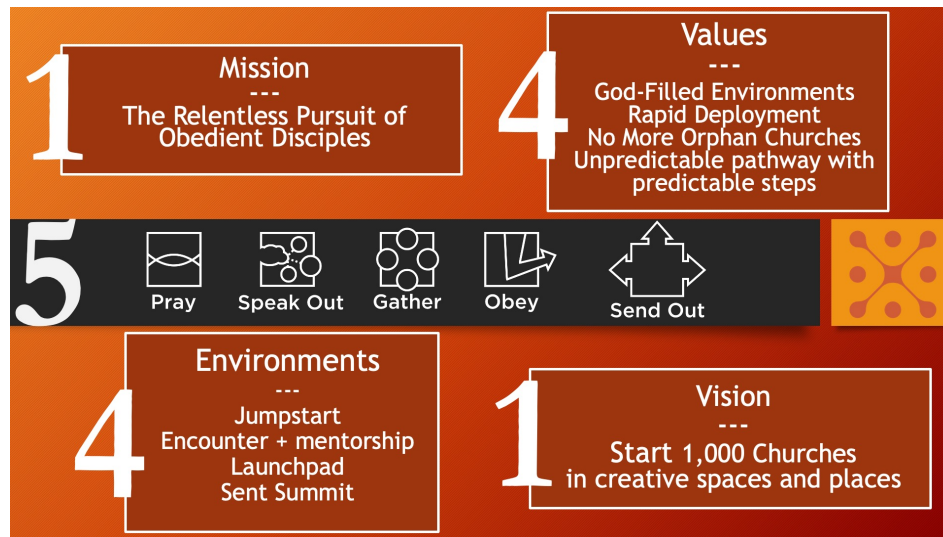 1
Mission
---
The Relentless Pursuit of
Obedient Disciples
4
Values
---
God-Filled Environments
Rapid Deployment
No More Orphan Churches
Unpredictable pathway with
predictable steps
5
Pray
Speak Out
Gather
Obey
Send Out
4
Environments
---
Jumpstart
Encounter + mentorship
Launchpad
Sent Summit
1
Vision
---
Start 1,000 Churches
in creative spaces and places